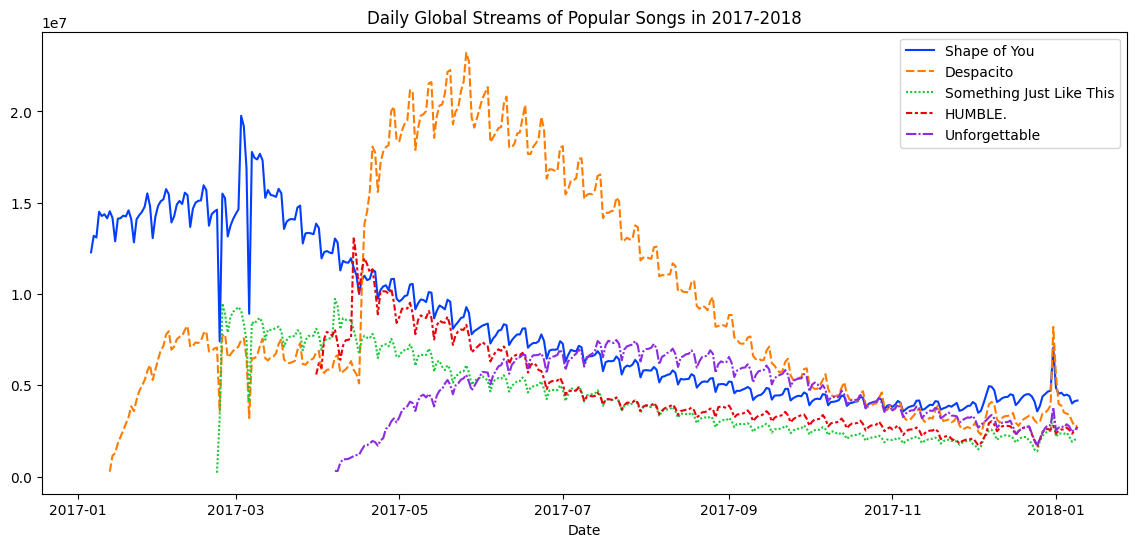 Daily Global Streams of Popular Songs in 2017-2018
1e7
Shape of You
Despacito
Something Just Like This
HUMBLE.
Unforgettable
2.0
1.5
1.0
0.5
0.0
2017-01 2017-03 2017-05 2017-07 2017-09 2017-11 2018-01
Date